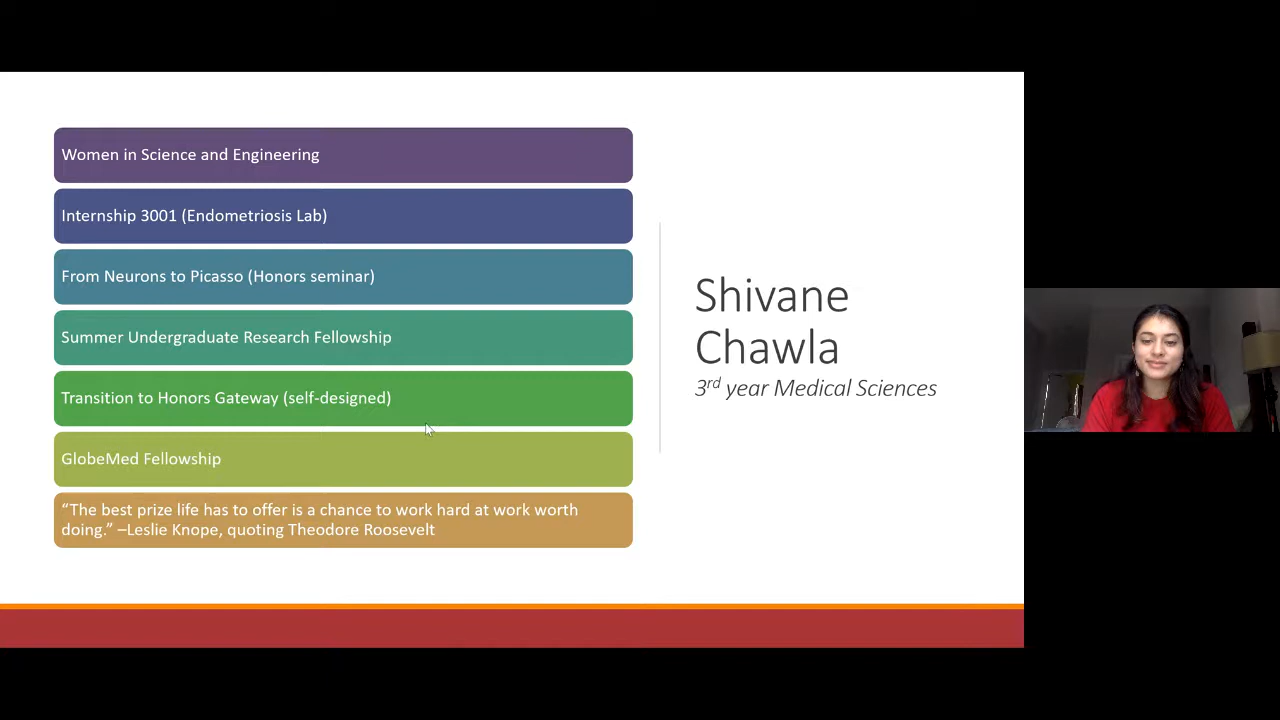 Women in Science and Engineering
Internship 3001 (Endometriosis Lab)
From Neurons to Picasso (Honors seminar)
Summer Undergraduate Research Fellowship
Transition to Honors Gateway (self-designed)
GlobeMed Fellowship
“The best prize life has to offer is a chance to work hard at work worth
doing.” –Leslie Knope, quoting Theodore Roosevelt
Shivane
Chawla
3rd year Medical Sciences